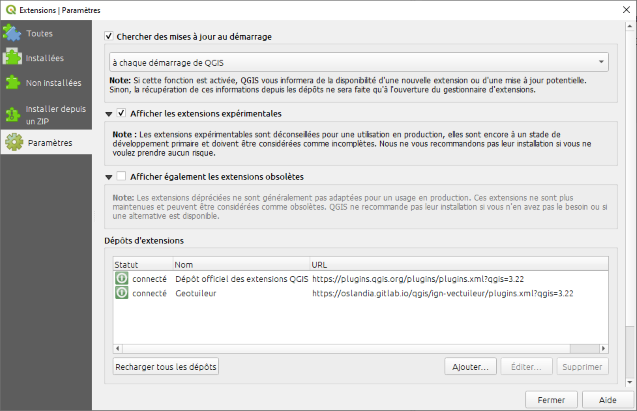 Extensions | Paramètres
Toutes
Installées
Non installées
Installer depuis
un ZIP
Paramètres
Chercher des mises à jour au démarrage
à chaque démarrage de QGIS
Note: Si cette fonction est activée, QGIS vous informera de la disponibilité d'une nouvelle extension ou d'une mise à jour potentielle.
Sinon, la récupération de ces informations depuis les dépôts ne sera faite qu'à l'ouverture du gestionnaire d'extensions.
Afficher les extensions expérimentales
Note : Les extensions expérimentales sont déconseillées pour une utilisation en production, elles sont encore à un stade de
développement primaire et doivent être considérées comme incomplètes. Nous ne vous recommandons pas leur installation si vous ne
voulez prendre aucun risque.
Afficher également les extensions obsolètes
Note: Les extensions dépréciées ne sont généralement pas adaptées pour un usage en production. Ces extensions ne sont plus
maintenues et peuvent être considérées comme obsolètes. QGIS ne recommande pas leur installation si vous n'en avez pas le besoin ou si
une alternative est disponible.
Dépôts d'extensions
Statut Nom URL
connecté Dépôt officiel des extensions QGIS https://plugins.qgis.org/plugins/plugins.xml?qgis=3.22
connecté Geotuileur https://oslandia.gitlab.io/qgis/ign-vectuileur/plugins.xml?qgis=3.22
Recharger tous les dépôts Ajouter... Éditer... Supprimer
Fermer Aide